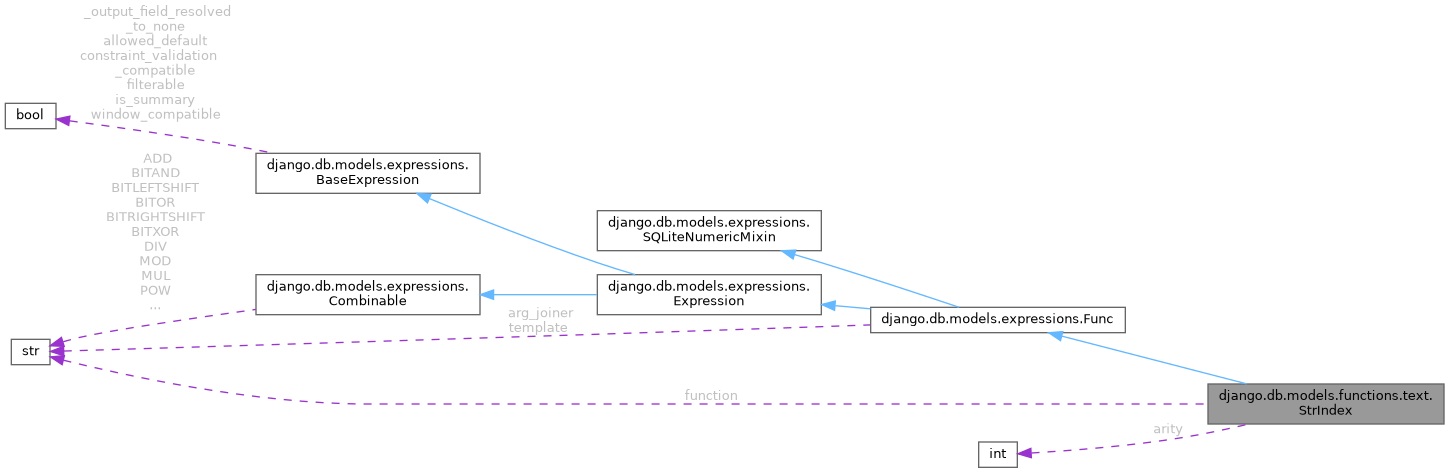 _output_field_resolved
_to_none
allowed_default
constraint_validation
_compatible
filterable
is_summary
window_compatible
bool
django.db.models.expressions.
BaseExpression
ADD
BITAND
BITLEFTSHIFT
BITOR
BITRIGHTSHIFT
BITXOR
DIV
MOD
MUL
POW
...
django.db.models.expressions.
SQLiteNumericMixin
django.db.models.expressions.
Combinable
django.db.models.expressions.
Expression
arg_joiner
template
django.db.models.expressions.Func
str
function
django.db.models.functions.text.
StrIndex
arity
int